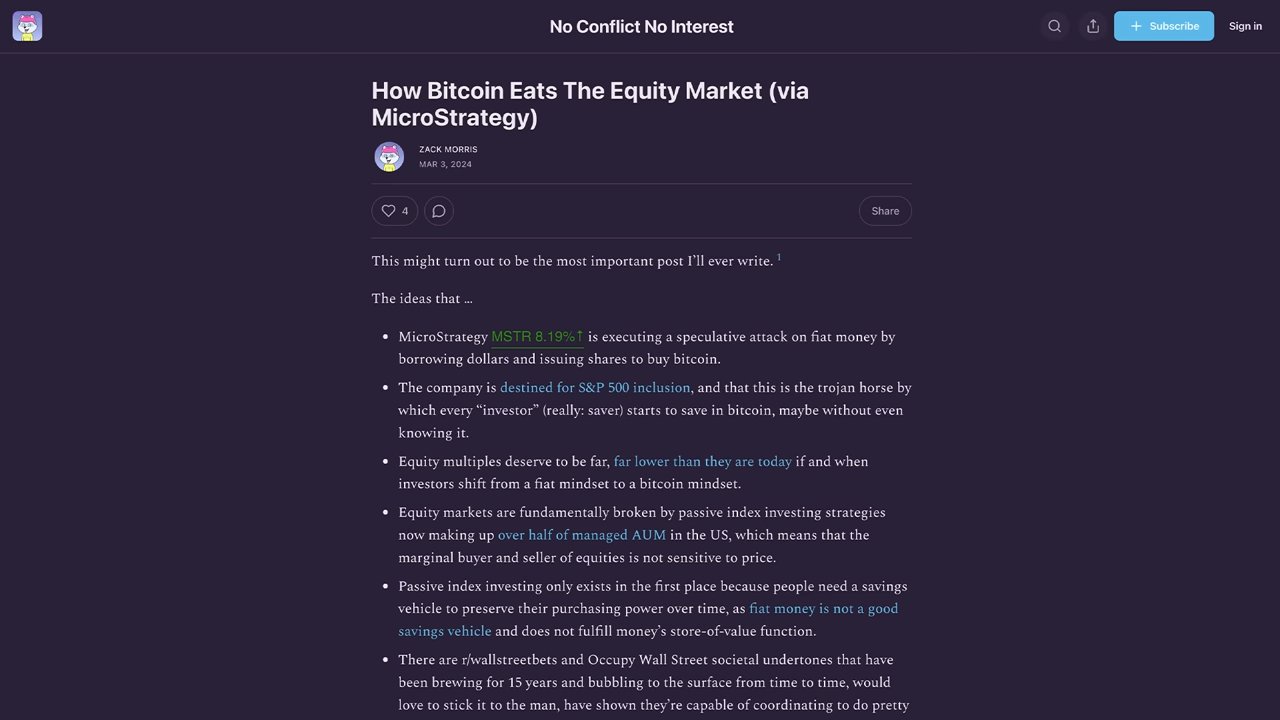 No Conflict No Interest
Subscribe
Sign in
How Bitcoin Eats The Equity Market (via
MicroStrategy)
ZACK MORRIS
MAR 3, 2024
4
Share
This might turn out to be the most important post I’ll ever write. 1
The ideas that …
• MicroStrategy MSTR 8.19%↑ is executing a speculative attack on fiat money by
borrowing dollars and issuing shares to buy bitcoin.
• The company is destined for S&P 500 inclusion, and that this is the trojan horse by
which every “investor” (really: saver) starts to save in bitcoin, maybe without even
knowing it.
• Equity multiples deserve to be far, far lower than they are today if and when
investors shift from a fiat mindset to a bitcoin mindset.
• Equity markets are fundamentally broken by passive index investing strategies
now making up over half of managed AUM in the US, which means that the
marginal buyer and seller of equities is not sensitive to price.
• Passive index investing only exists in the first place because people need a savings
vehicle to preserve their purchasing power over time, as fiat money is not a good
savings vehicle and does not fulfill money’s store-of-value function.
• There are r/wallstreetbets and Occupy Wall Street societal undertones that have
been brewing for 15 years and bubbling to the surface from time to time, would
love to stick it to the man, have shown they’re capable of coordinating to do pretty